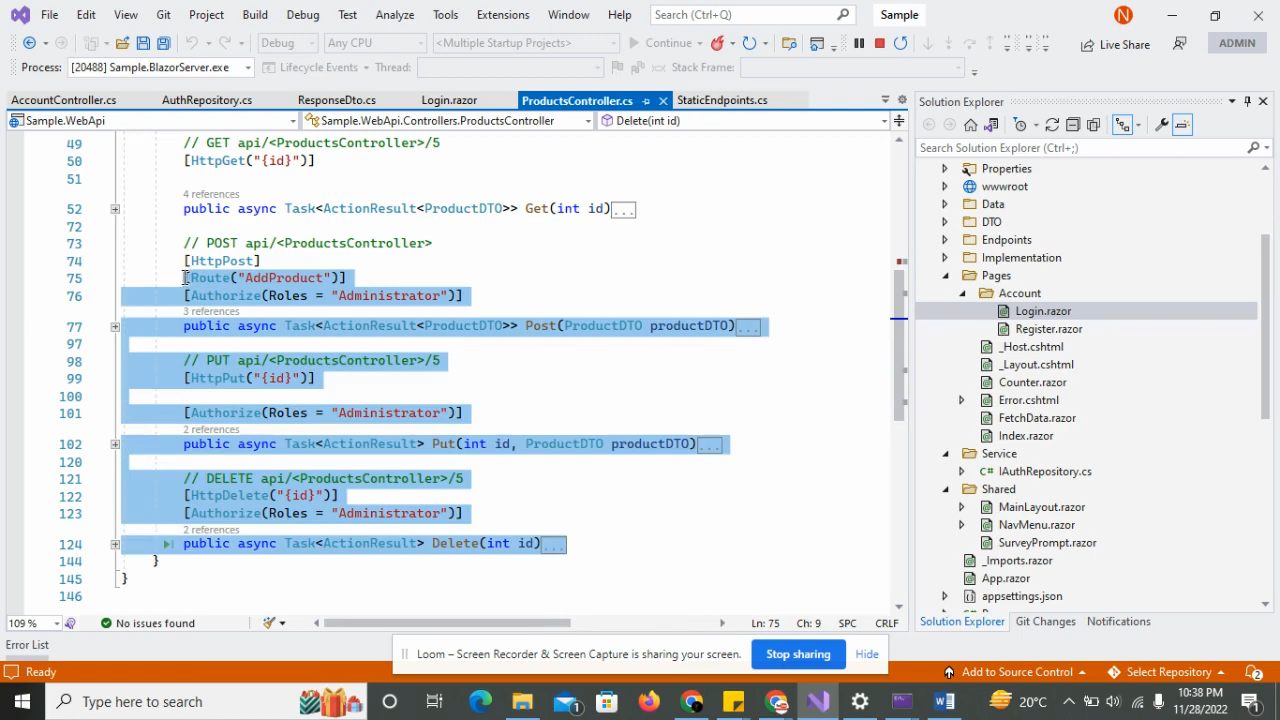 File Edit View Git Project Build Debug Test Analyze Tools Extensions Window Help Search (Ctrl+Q) Sample N
Debug Any CPU <Multiple Startup Projects> Continue Live Share ADMIN
Process: [20488] Sample.BlazorServer.exe Lifecycle Events Thread: Stack Frame:
AccountController.cs AuthRepository.cs ResponseDto.cs Login.razor ProductsController.cs StaticEndpoints.cs
Sample.WebApi Sample.WebApi.Controllers.ProductsController Delete(int id)
49 // GET api/<ProductsController>/5
50 [HttpGet("{id}")]
51
4 references
52 public async Task<ActionResult<ProductDTO>> Get(int id)...
72
73 // POST api/<ProductsController>
74 [HttpPost]
75 [Route("AddProduct")]
76 [Authorize(Roles = "Administrator")]
3 references
77 public async Task<ActionResult<ProductDTO>> Post(ProductDTO productDTO)...
97
98 // PUT api/<ProductsController>/5
99 [HttpPut("{id}")]
100
101 [Authorize(Roles = "Administrator")]
2 references
102 public async Task<ActionResult> Put(int id, ProductDTO productDTO)...
120
121 // DELETE api/<ProductsController>/5
122 [HttpDelete("{id}")]
123 [Authorize(Roles = "Administrator")]
2 references
124 public async Task<ActionResult> Delete(int id)...
144 }
145 }
146
109 % No issues found Ln: 75 Ch: 9 SPC CRLF
Error List
Solution Explorer
Search Solution Explorer (Ctrl+;)
Properties
wwwroot
Data
DTO
Endpoints
Implementation
Pages
Account
Login.razor
Register.razor
_Host.cshtml
_Layout.cshtml
Counter.razor
Error.cshtml
FetchData.razor
Index.razor
Service
IAuthRepository.cs
Shared
MainLayout.razor
NavMenu.razor
SurveyPrompt.razor
_Imports.razor
App.razor
appsettings.json
Solution Explorer Git Changes Notifications
Loom – Screen Recorder & Screen Capture is sharing your screen. Stop sharing Hide
Ready Add to Source Control Select Repository 2
Type here to search 1 20°C 10:38 PM
11/28/2022 1